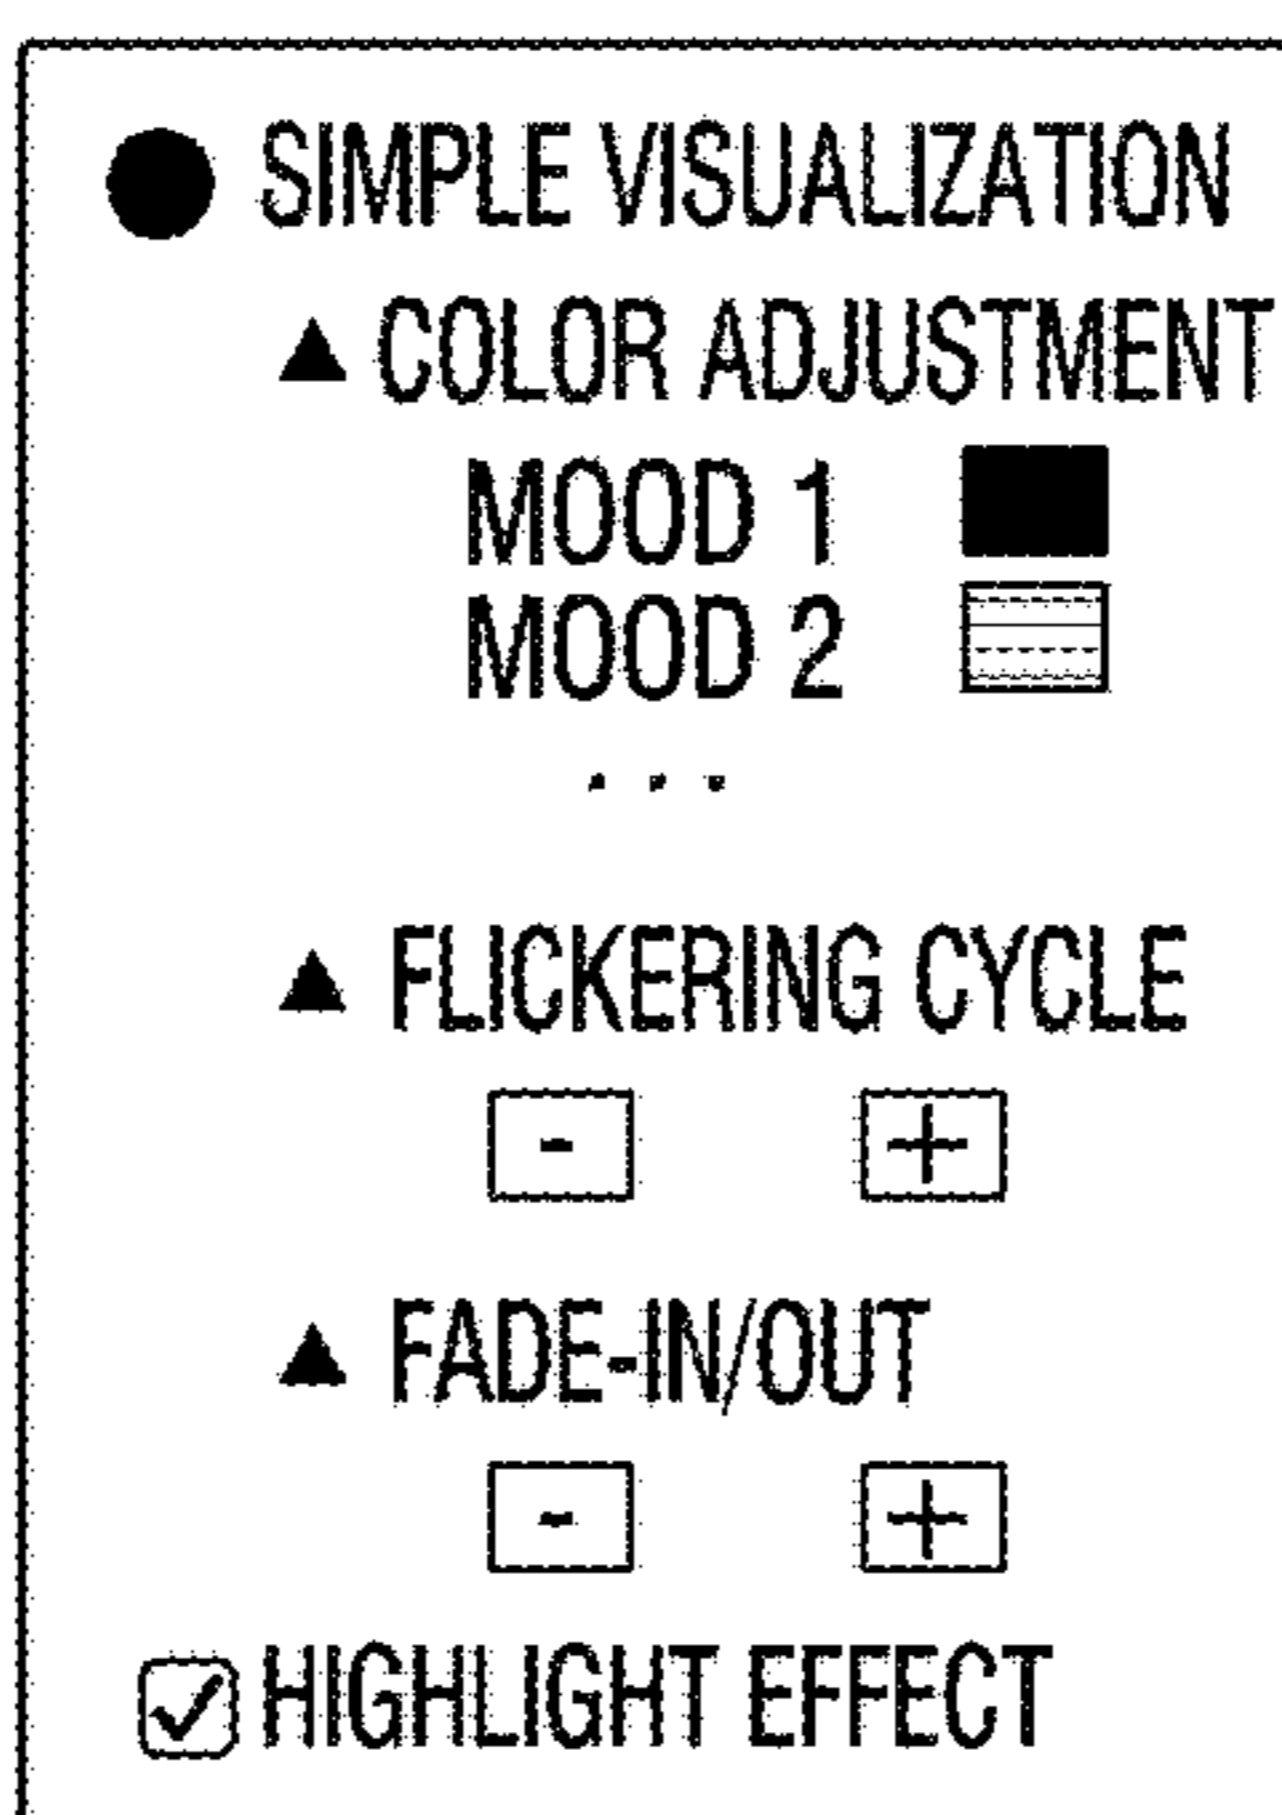 ● SIMPLE VISUALIZATION
▲ COLOR ADJUSTMENT
MOOD 1
MOOD 2
...
▲ FLICKERING CYCLE
- +
▲ FADE-IN/OUT
- +
☑ HIGHLIGHT EFFECT